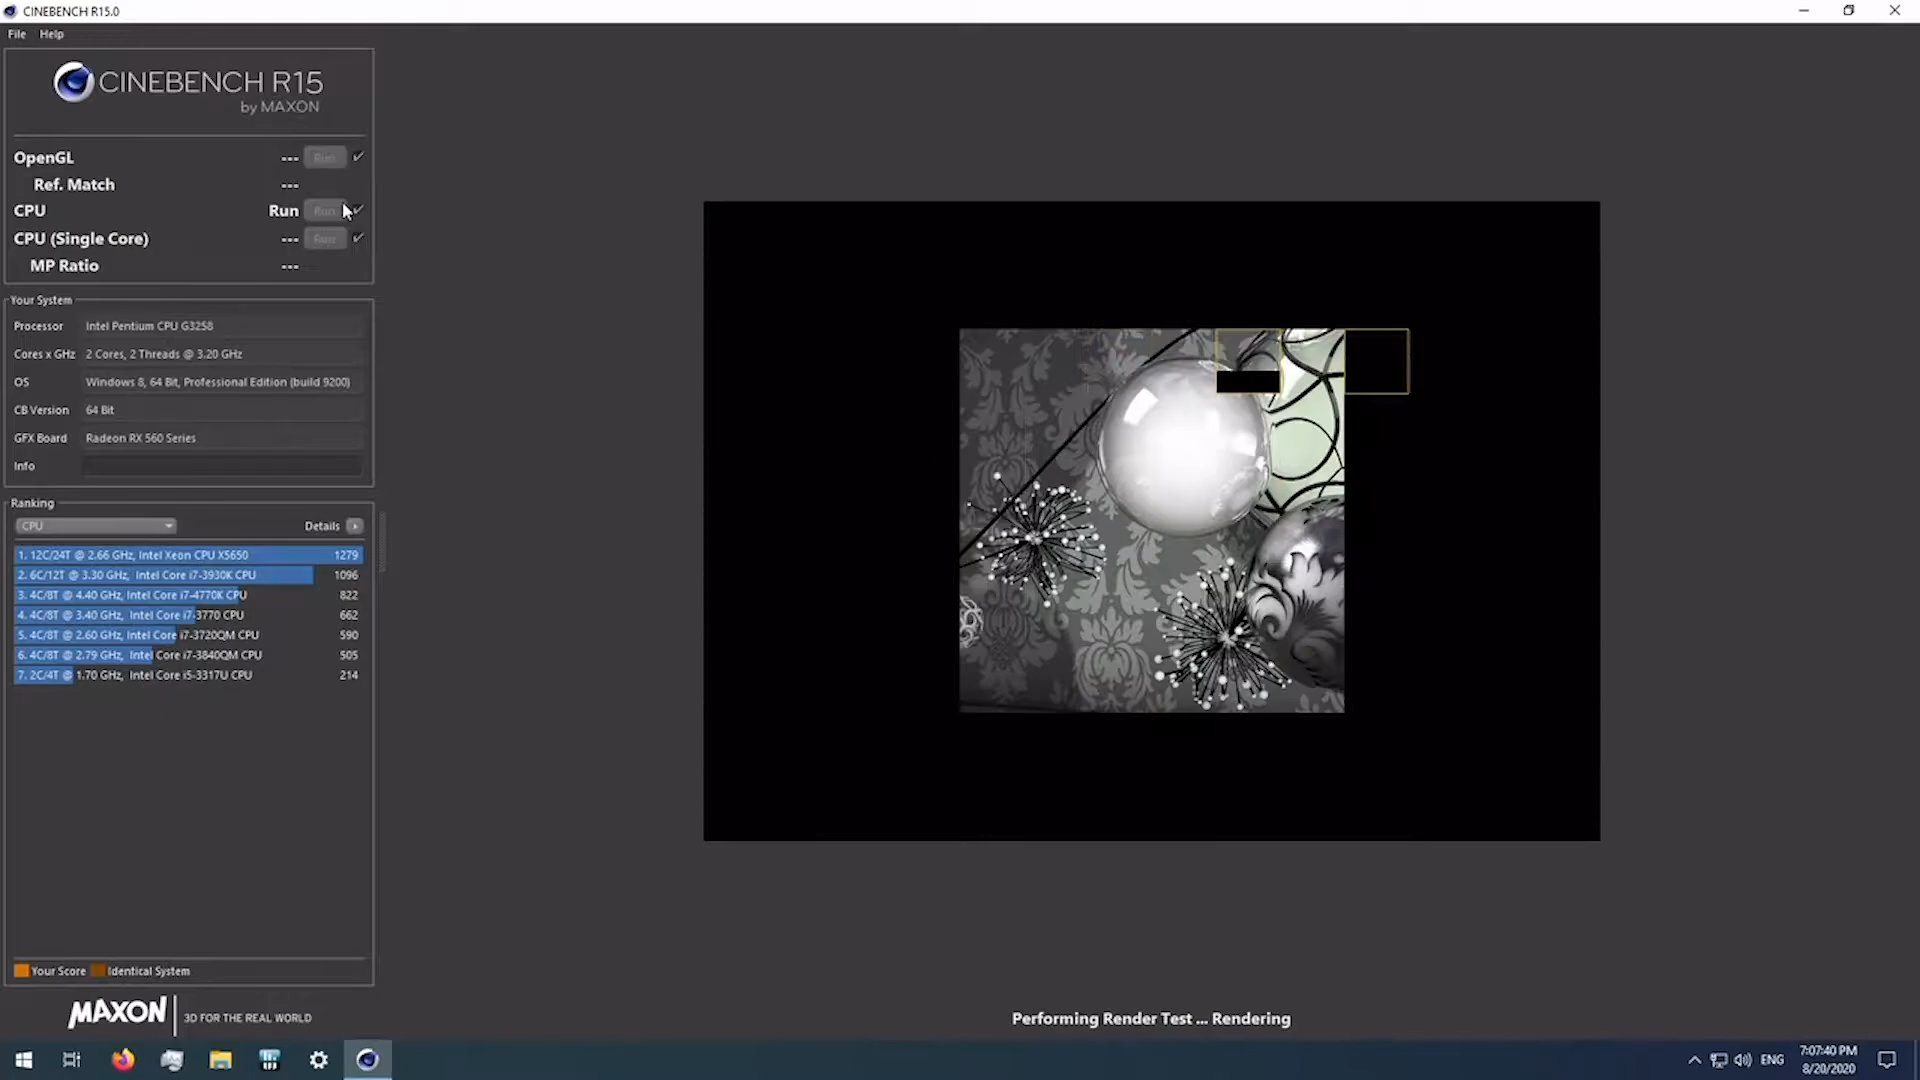 CINEBENCH R15.0
File Help
CINEBENCH R15
by MAXON
OpenGL --- Run
Ref. Match ---
CPU Run Run
CPU (Single Core) --- Run
MP Ratio ---
Your System
Processor Intel Pentium CPU G3258
Cores x GHz 2 Cores, 2 Threads @ 3.20 GHz
OS Windows 8, 64 Bit, Professional Edition (build 9200)
CB Version 64 Bit
GFX Board Radeon RX 560 Series
Info
Ranking
CPU Details
1. 12C/24T @ 2.66 GHz, Intel Xeon CPU X5650 1279
2. 6C/12T @ 3.30 GHz, Intel Core i7-3930K CPU 1096
3. 4C/8T @ 4.40 GHz, Intel Core i7-4770K CPU 822
4. 4C/8T @ 3.40 GHz, Intel Core i7-3770 CPU 662
5. 4C/8T @ 2.60 GHz, Intel Core i7-3720QM CPU 590
6. 4C/8T @ 2.79 GHz, Intel Core i7-3840QM CPU 505
7. 2C/4T @ 1.70 GHz, Intel Core i5-3317U CPU 214
Your Score Identical System
MAXON 3D FOR THE REAL WORLD
Performing Render Test ... Rendering
ENG 7:07:40 PM
8/20/2020